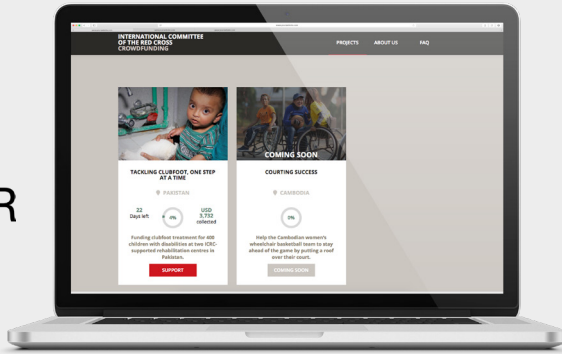 INTERNATIONAL COMMITTEE
OF THE RED CROSS
CROWDFUNDING
PROJECTS ABOUT US FAQ
COMING SOON
TACKLING CLUBFOOT, ONE STEP
AT A TIME
PAKISTAN
22
Days left
4%
USD
3,732
collected
Funding clubfoot treatment for 400
children with disabilities at two ICRC-
supported rehabilitation centres in
Pakistan.
SUPPORT
COURTING SUCCESS
CAMBODIA
0%
Help the Cambodian women's
wheelchair basketball team to stay
ahead of the game by putting a roof
over their court.
COMING SOON
R